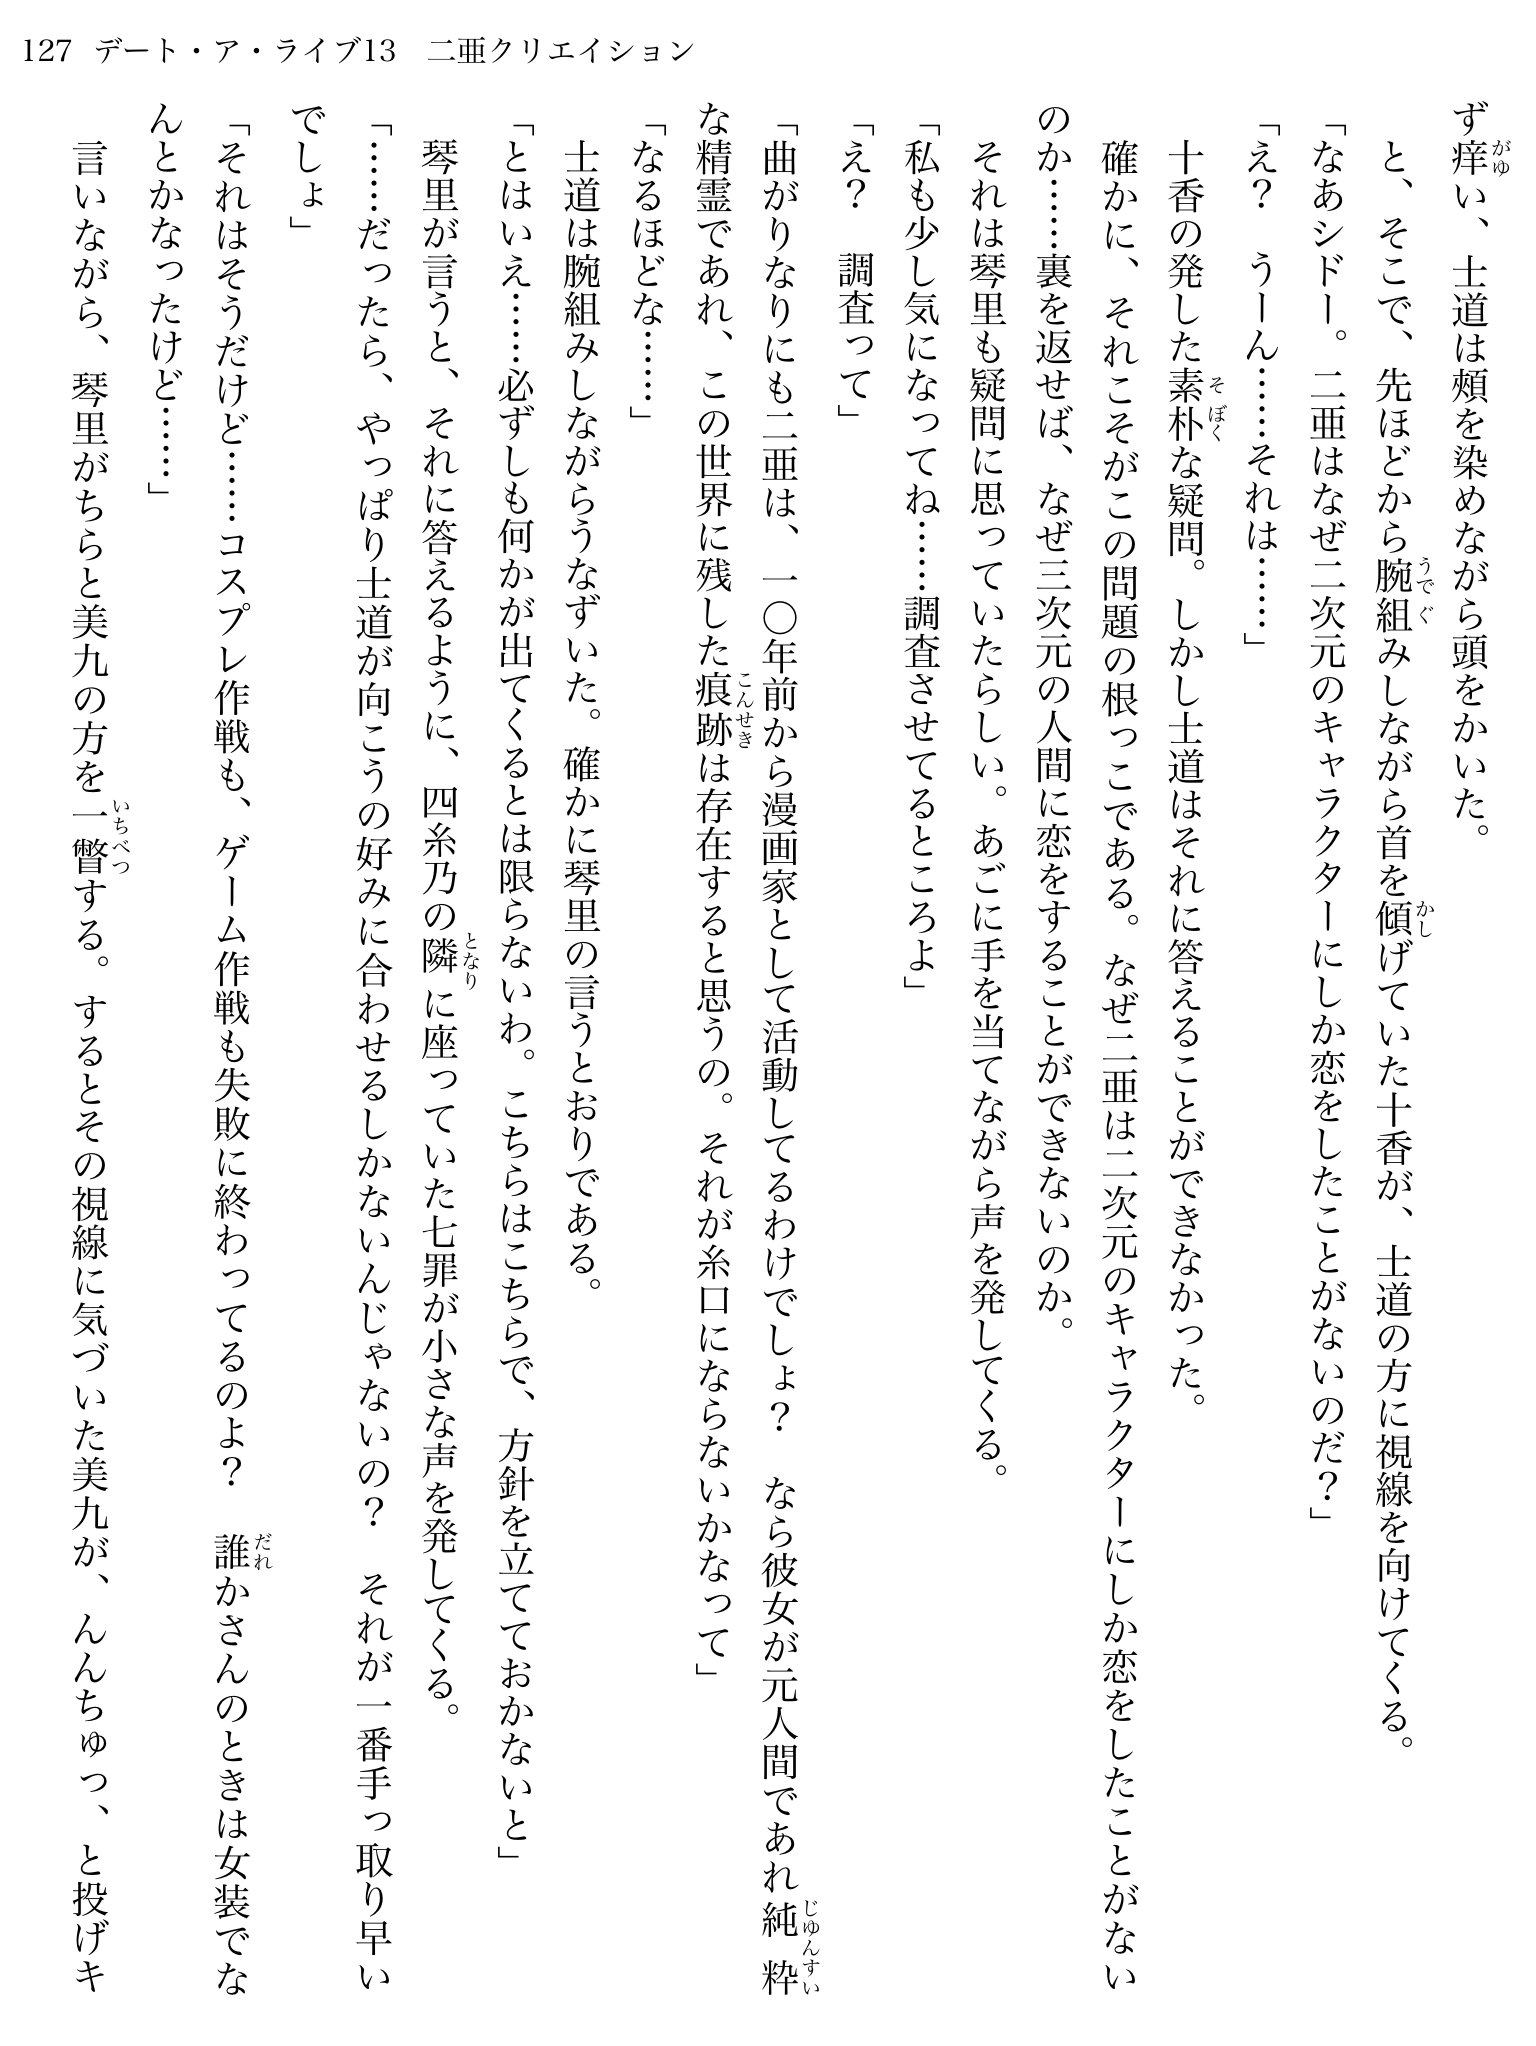 127 デート・ア・ライブ13　二亜クリエイション
ず痒い、士道は頰を染めながら頭をかいた。
　と、そこで、先ほどから腕組みしながら首を傾げていた十香が、士道の方に視線を向けてくる。
「なあシドー。二亜はなぜ二次元のキャラクターにしか恋をしたことがないのだ？」
「え？　うーん……それは……」
　十香の発した素朴な疑問。しかし士道はそれに答えることができなかった。
　確かに、それこそがこの問題の根っこである。なぜ二亜は二次元のキャラクターにしか恋をしたことがない
のか……裏を返せば、なぜ三次元の人間に恋をすることができないのか。
　それは琴里も疑問に思っていたらしい。あごに手を当てながら声を発してくる。
「私も少し気になってね……調査させてるところよ」
「え？　調査って」
「曲がりなりにも二亜は、一〇年前から漫画家として活動してるわけでしょ？　なら彼女が元人間であれ純粋
な精霊であれ、この世界に残した痕跡は存在すると思うの。それが糸口にならないかなって」
「なるほどな……」
　士道は腕組みしながらうなずいた。確かに琴里の言うとおりである。
「とはいえ……必ずしも何かが出てくるとは限らないわ。こちらはこちらで、方針を立てておかないと」
　琴里が言うと、それに答えるように、四糸乃の隣に座っていた七罪が小さな声を発してくる。
「……だったら、やっぱり士道が向こうの好みに合わせるしかないんじゃないの？　それが一番手っ取り早い
でしょ」
「それはそうだけど……コスプレ作戦も、ゲーム作戦も失敗に終わってるのよ？　誰かさんのときは女装でな
んとかなったけど……」
　言いながら、琴里がちらと美九の方を一瞥する。するとその視線に気づいた美九が、んんちゅっ、と投げキ